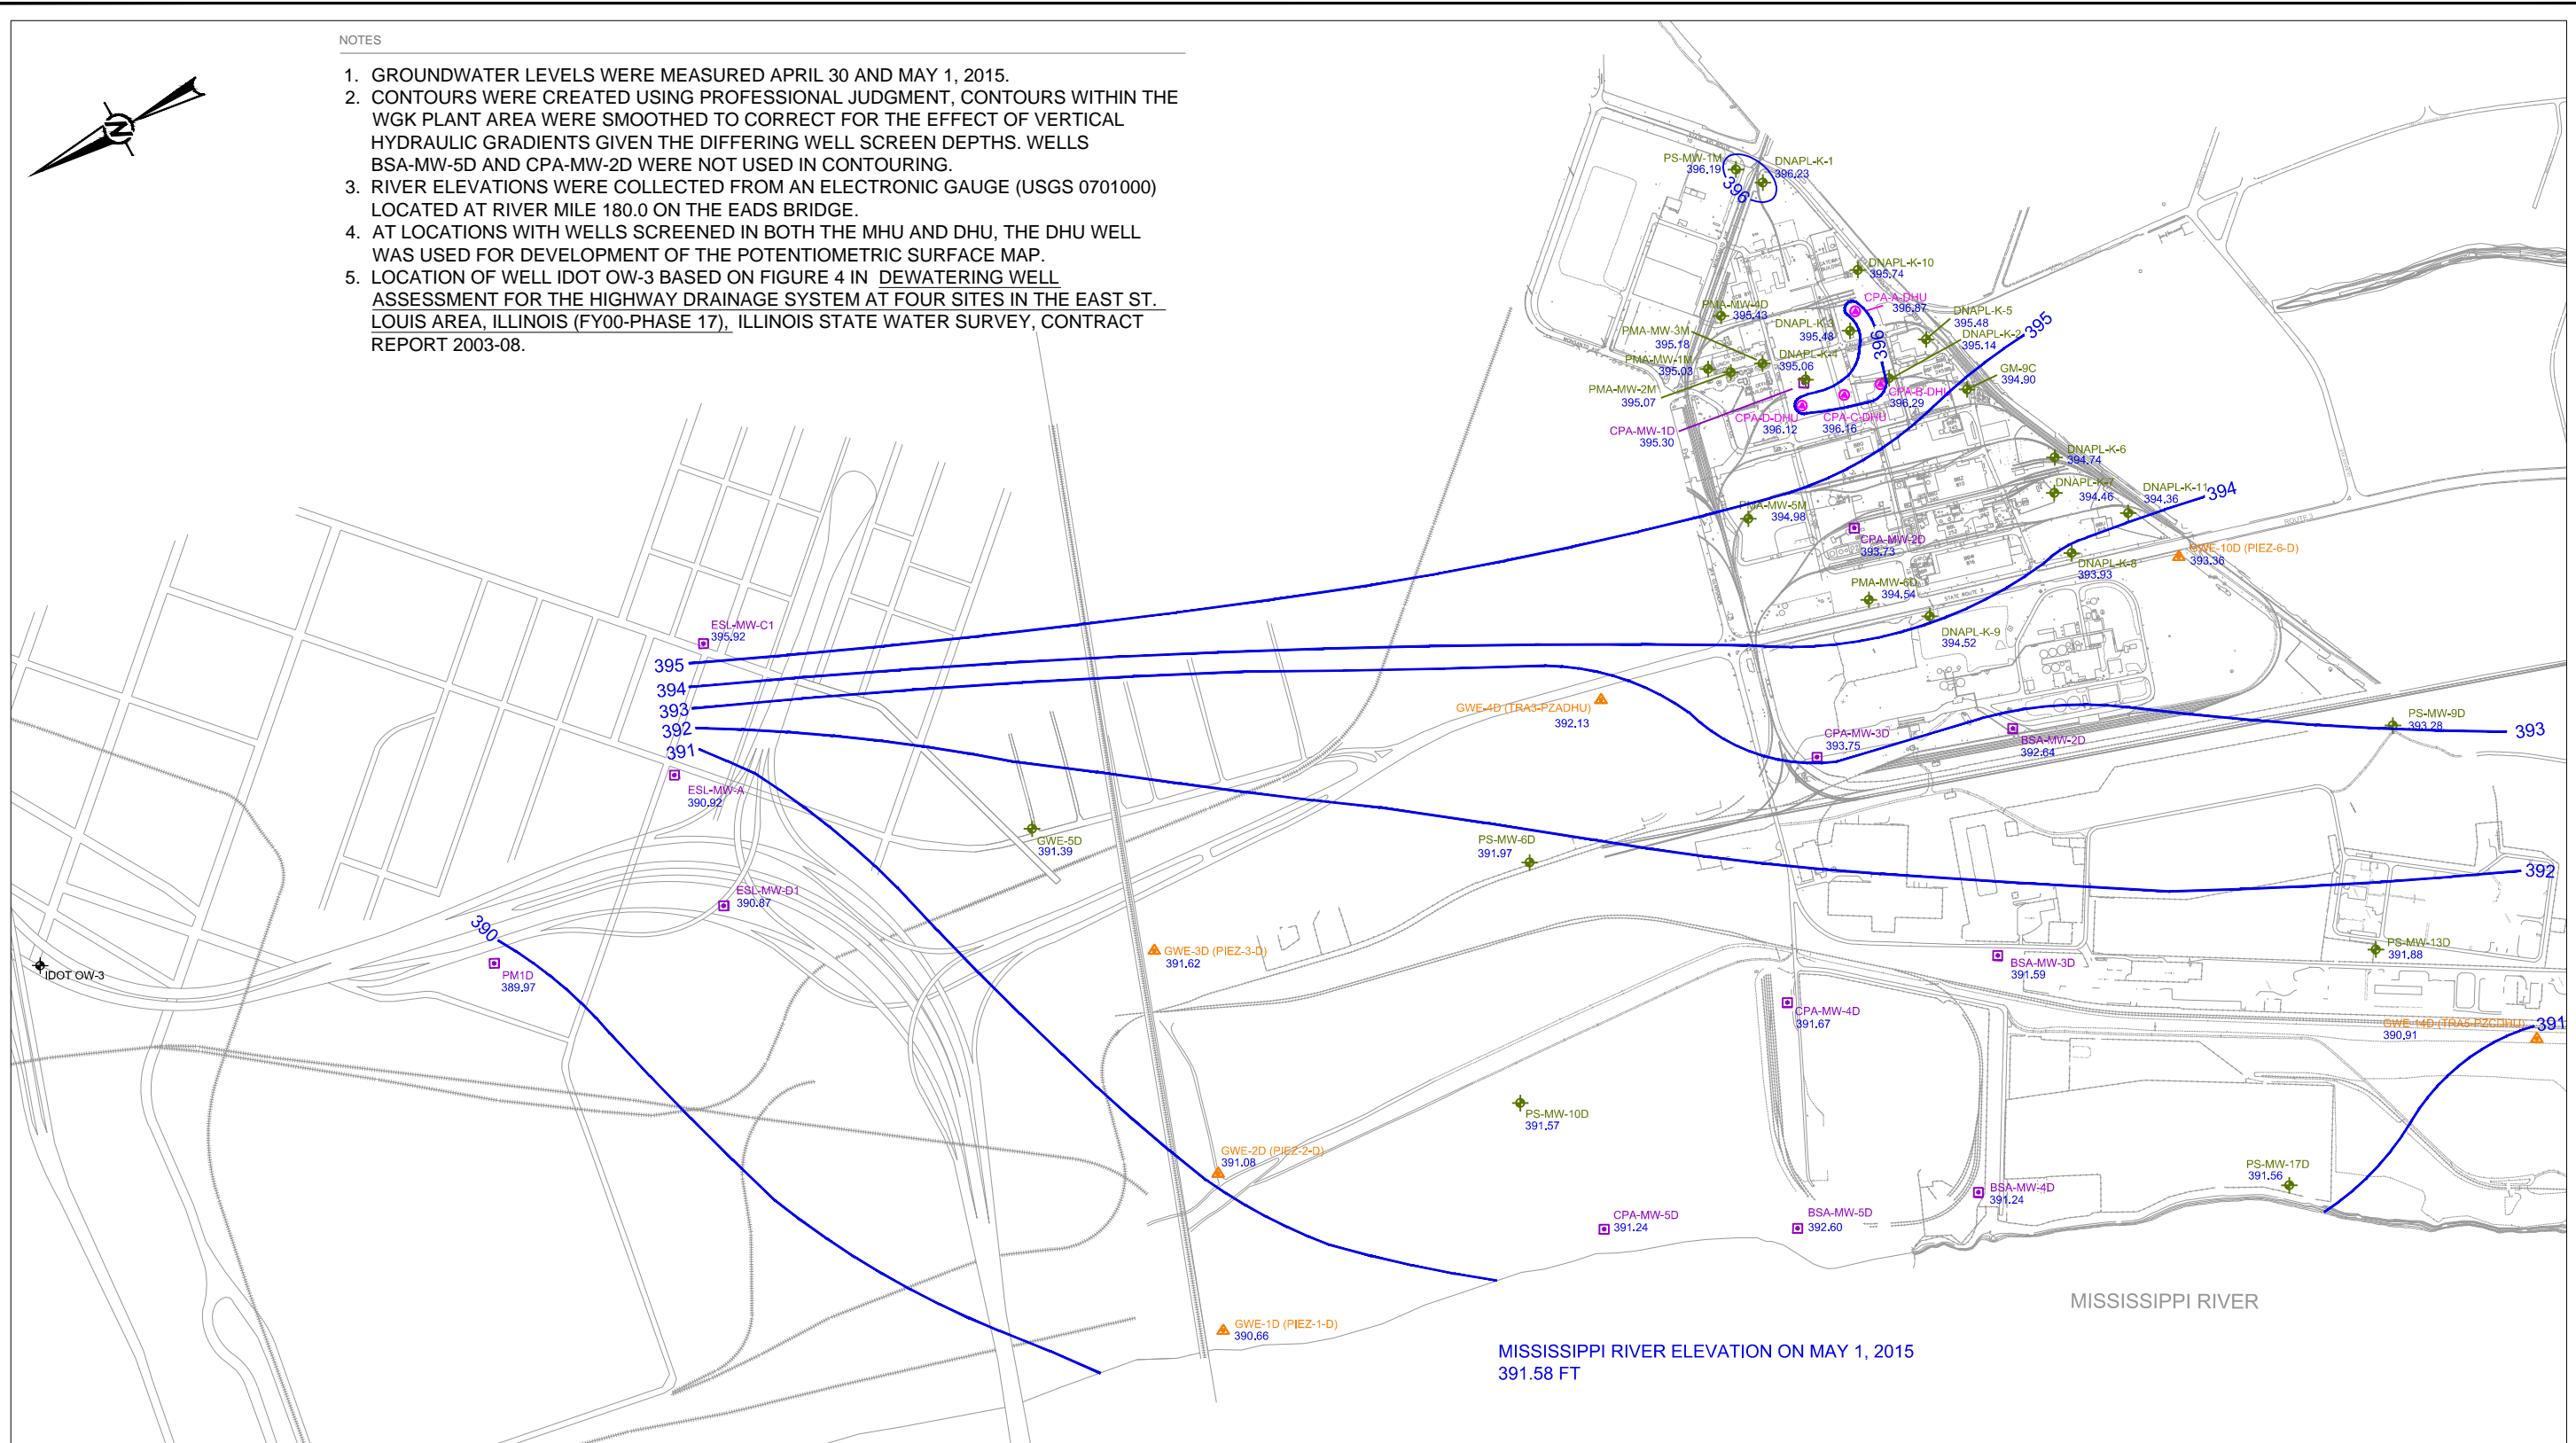 NOTES
1. GROUNDWATER LEVELS WERE MEASURED APRIL 30 AND MAY 1, 2015.
2. CONTOURS WERE CREATED USING PROFESSIONAL JUDGMENT, CONTOURS WITHIN THE
WGK PLANT AREA WERE SMOOTHED TO CORRECT FOR THE EFFECT OF VERTICAL
HYDRAULIC GRADIENTS GIVEN THE DIFFERING WELL SCREEN DEPTHS. WELLS
BSA-MW-5D AND CPA-MW-2D WERE NOT USED IN CONTOURING.
3. RIVER ELEVATIONS WERE COLLECTED FROM AN ELECTRONIC GAUGE (USGS 0701000)
LOCATED AT RIVER MILE 180.0 ON THE EADS BRIDGE.
4. AT LOCATIONS WITH WELLS SCREENED IN BOTH THE MHU AND DHU, THE DHU WELL
WAS USED FOR DEVELOPMENT OF THE POTENTIOMETRIC SURFACE MAP.
5. LOCATION OF WELL IDOT OW-3 BASED ON FIGURE 4 IN DEWATERING WELL
ASSESSMENT FOR THE HIGHWAY DRAINAGE SYSTEM AT FOUR SITES IN THE EAST ST.
LOUIS AREA, ILLINOIS (FY00-PHASE 17), ILLINOIS STATE WATER SURVEY, CONTRACT
REPORT 2003-08.
N
PS-MW-1M
396.19
DNAPL-K-1
396.23
396
DNAPL-K-10
395.74
CPA-A-DHU
396.87
PMA-MW-4D
395.43
DNAPL-K-3
395.48
DNAPL-K-5
395.48
DNAPL-K-2
395.14
395
396
PMA-MW-3M
395.18
DNAPL-K-4
395.06
PMA-MW-1M
395.03
PMA-MW-2M
395.07
GM-9C
394.90
CPA-B-DHU
396.29
CPA-D-DHU
396.12
CPA-C-DHU
396.16
CPA-MW-1D
395.30
DNAPL-K-6
394.74
DNAPL-K-7
394.46
DNAPL-K-11
394.36
394
PMA-MW-5M
394.98
ROUTE 3
CPA-MW-2D
393.73
GWE-10D (PIEZ-6-D)
393.36
DNAPL-K-8
393.93
PMA-MW-6D
394.54
STATE ROUTE 3
DNAPL-K-9
394.52
ESL-MW-C1
395.92
395
394
393
392
391
GWE-4D (TRA3-PZADHU)
392.13
CPA-MW-3D
393.75
BSA-MW-2D
392.64
PS-MW-9D
393.28
393
ESL-MW-A
390.92
GWE-5D
391.39
PS-MW-6D
391.97
392
ESL-MW-D1
390.87
390
IDOT OW-3
PM1D
389.97
GWE-3D (PIEZ-3-D)
391.62
PS-MW-13D
391.88
BSA-MW-3D
391.59
CPA-MW-4D
391.67
GWE-14D (TRA5-PZCDHU)
390.91
391
PS-MW-10D
391.57
GWE-2D (PIEZ-2-D)
391.08
PS-MW-17D
391.56
BSA-MW-4D
391.24
CPA-MW-5D
391.24
BSA-MW-5D
392.60
GWE-1D (PIEZ-1-D)
390.66
MISSISSIPPI RIVER
MISSISSIPPI RIVER ELEVATION ON MAY 1, 2015
391.58 FT